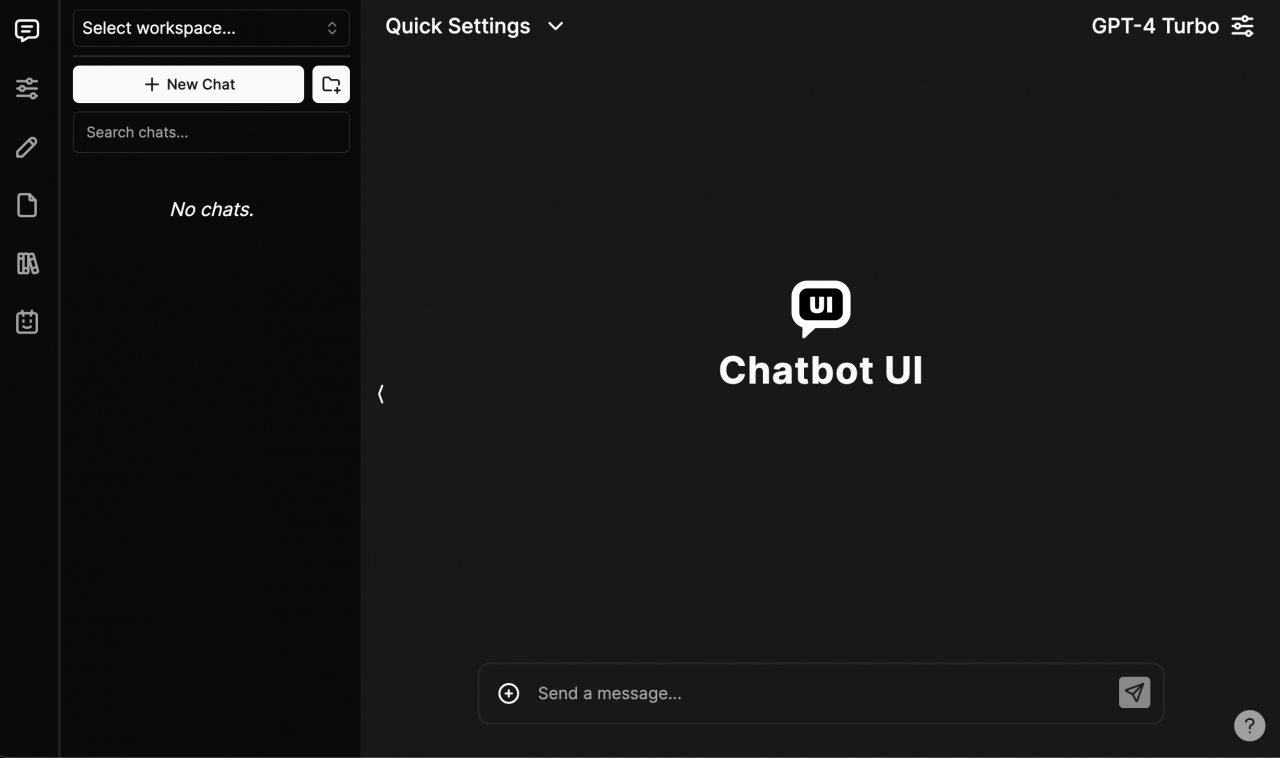 Select workspace...
New Chat
Search chats...
No chats.
Quick Settings
GPT-4 Turbo
UI
Chatbot UI
Send a message...
?